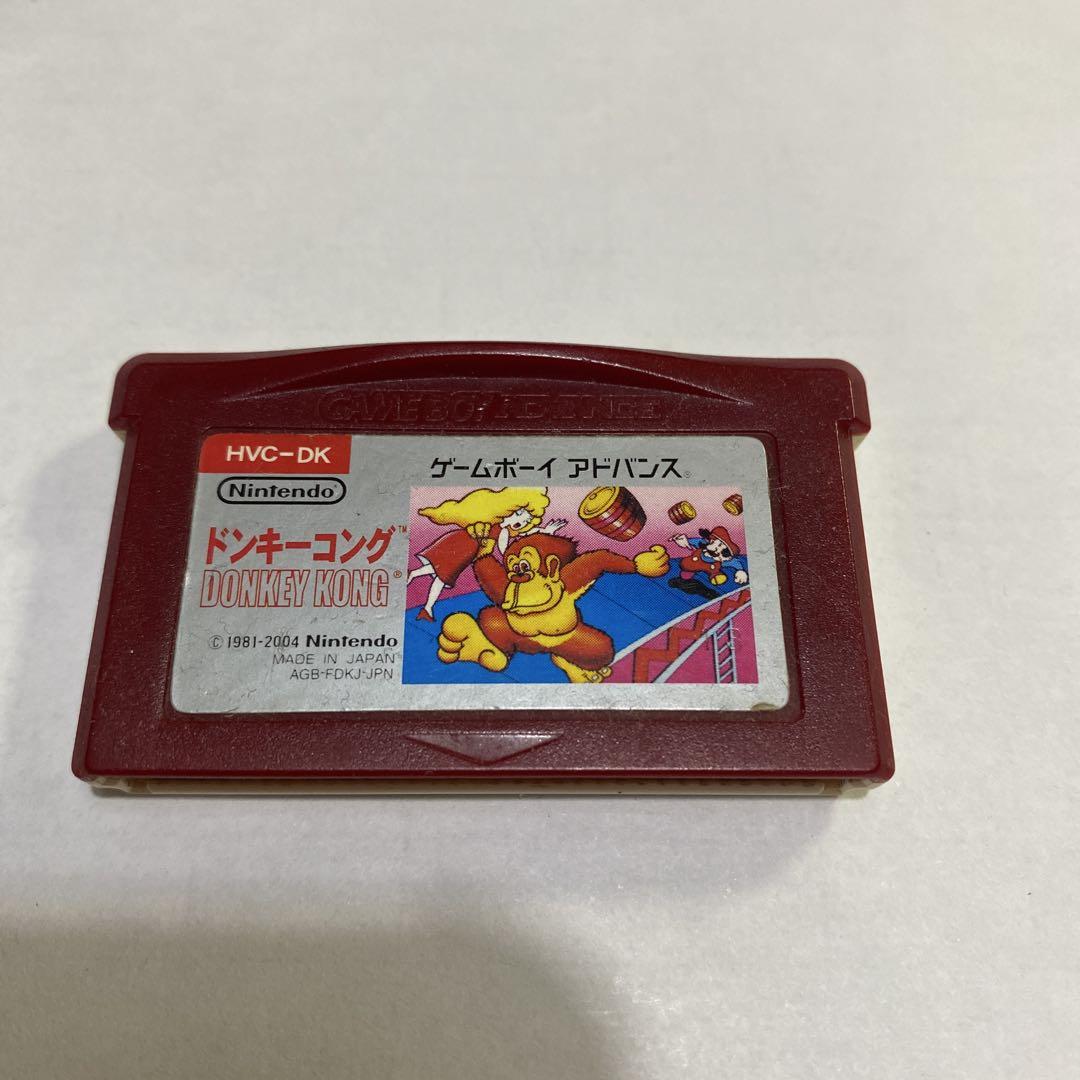 GAME BOY ADVANCE
HVC-DK
Nintendo
ゲームボーイ アドバンス®
ドンキーコング™
DONKEY KONG®
© 1981-2004 Nintendo
MADE IN JAPAN
AGB-FDKJ-JPN